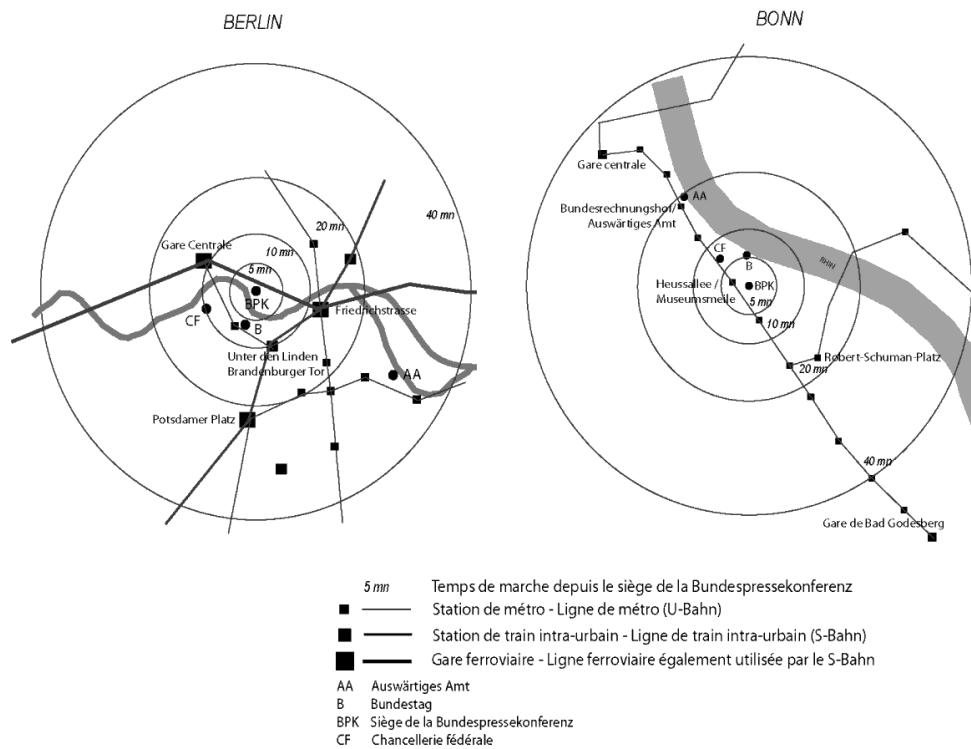 BERLIN
40 mn
20 mn
Gare Centrale
10 mn
5 mn
BPK
CF
B
Friedrichstrasse
Unter den Linden
Brandenburger Tor
AA
Potsdamer Platz
BONN
Gare centrale
AA
Bundesrechnungshof/
Auswärtiges Amt
CF
B
RHIN
Heussallee /
Museumsmeile
BPK
5 mn
10 mn
Robert-Schuman-Platz
20 mn
40 mn
Gare de Bad Godesberg
5 mn Temps de marche depuis le siège de la Bundespressekonferenz
Station de métro - Ligne de métro (U-Bahn)
Station de train intra-urbain - Ligne de train intra-urbain (S-Bahn)
Gare ferroviaire - Ligne ferroviaire également utilisée par le S-Bahn
AA Auswärtiges Amt
B Bundestag
BPK Siège de la Bundespressekonferenz
CF Chancellerie fédérale